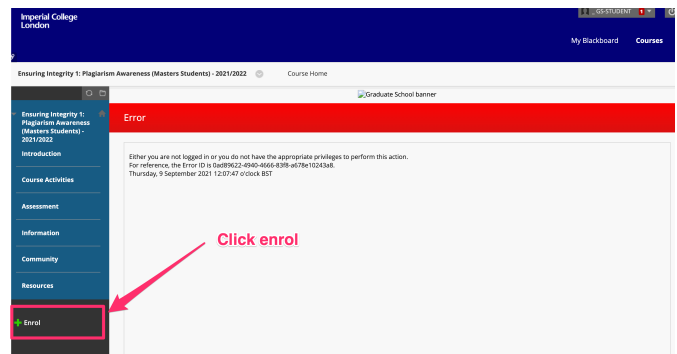 Imperial College
London
, GS-STUDENT 1
My Blackboard Courses
Ensuring Integrity 1: Plagiarism Awareness (Masters Students) - 2021/2022 Course Home
Graduate School banner
Ensuring Integrity 1:
Plagiarism Awareness
(Masters Students) -
2021/2022
Error
Introduction
Either you are not logged in or you do not have the appropriate privileges to perform this action.
For reference, the Error ID is 0ad89622-4940-4666-83f8-a678e10243a8.
Thursday, 9 September 2021 12:07:47 o'clock BST
Course Activities
Assessment
Information
Click enrol
Community
Resources
Enrol